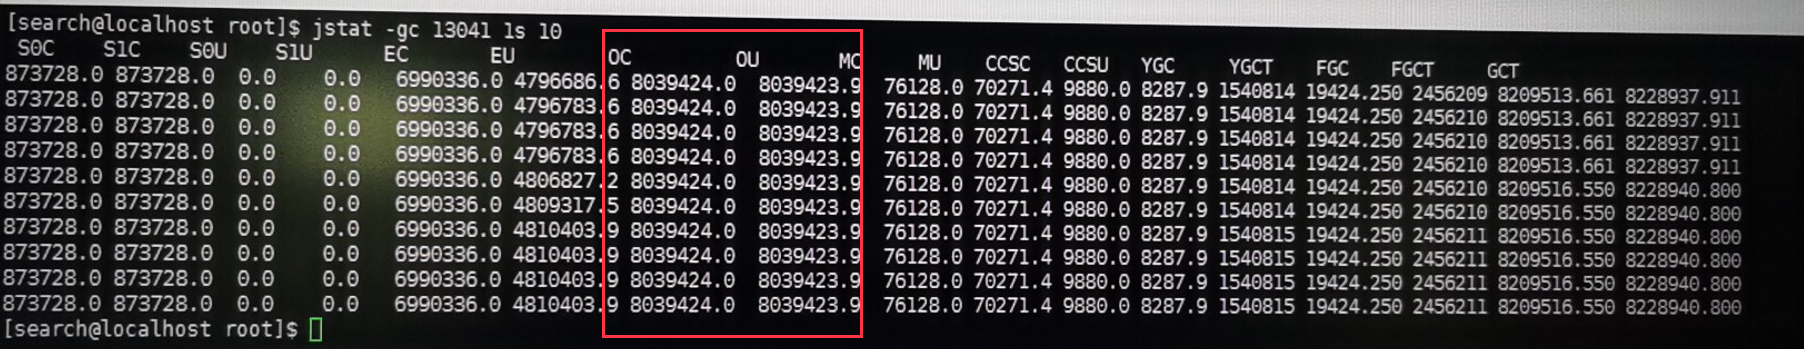 [search@localhost root]$ jstat -gc 13041 1s 10
S0C S1C S0U S1U EC EU OC OU MC MU CCSC CCSU YGC YGCT FGC FGCT GCT
873728.0 873728.0 0.0 0.0 6990336.0 4796686.6 8039424.0 8039423.9 76128.0 70271.4 9880.0 8287.9 1540814 19424.250 2456209 8209513.661 8228937.911
873728.0 873728.0 0.0 0.0 6990336.0 4796783.6 8039424.0 8039423.9 76128.0 70271.4 9880.0 8287.9 1540814 19424.250 2456210 8209513.661 8228937.911
873728.0 873728.0 0.0 0.0 6990336.0 4796783.6 8039424.0 8039423.9 76128.0 70271.4 9880.0 8287.9 1540814 19424.250 2456210 8209513.661 8228937.911
873728.0 873728.0 0.0 0.0 6990336.0 4796783.6 8039424.0 8039423.9 76128.0 70271.4 9880.0 8287.9 1540814 19424.250 2456210 8209513.661 8228937.911
873728.0 873728.0 0.0 0.0 6990336.0 4806827.2 8039424.0 8039423.9 76128.0 70271.4 9880.0 8287.9 1540814 19424.250 2456210 8209516.550 8228940.800
873728.0 873728.0 0.0 0.0 6990336.0 4809317.5 8039424.0 8039423.9 76128.0 70271.4 9880.0 8287.9 1540814 19424.250 2456210 8209516.550 8228940.800
873728.0 873728.0 0.0 0.0 6990336.0 4810403.9 8039424.0 8039423.9 76128.0 70271.4 9880.0 8287.9 1540815 19424.250 2456211 8209516.550 8228940.800
873728.0 873728.0 0.0 0.0 6990336.0 4810403.9 8039424.0 8039423.9 76128.0 70271.4 9880.0 8287.9 1540815 19424.250 2456211 8209516.550 8228940.800
873728.0 873728.0 0.0 0.0 6990336.0 4810403.9 8039424.0 8039423.9 76128.0 70271.4 9880.0 8287.9 1540815 19424.250 2456211 8209516.550 8228940.800
873728.0 873728.0 0.0 0.0 6990336.0 4810403.9 8039424.0 8039423.9 76128.0 70271.4 9880.0 8287.9 1540815 19424.250 2456211 8209516.550 8228940.800
[search@localhost root]$